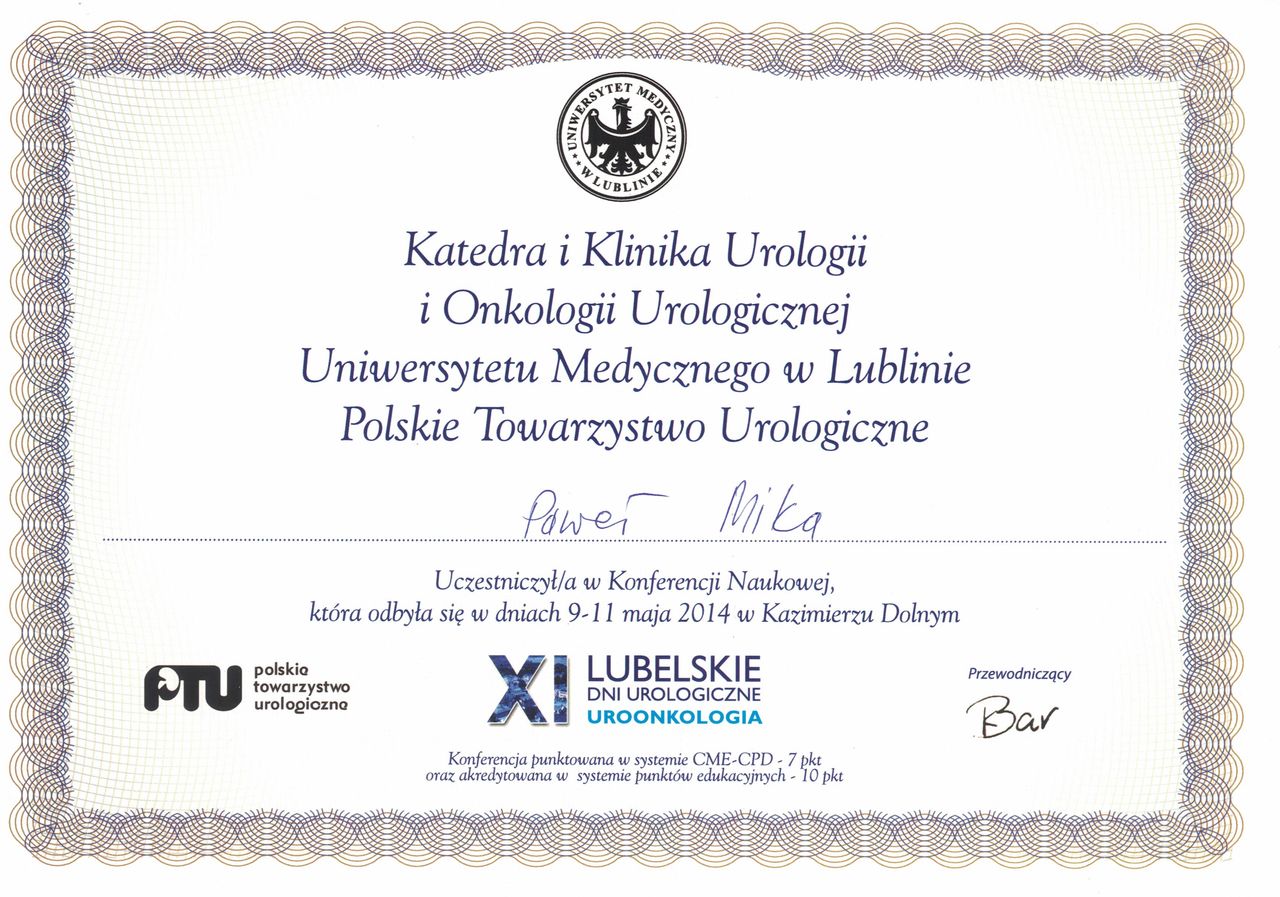 UNIWERSYTET MEDYCZNY
W LUBLINIE
Katedra i Klinika Urologii
i Onkologii Urologicznej
Uniwersytetu Medycznego w Lublinie
Polskie Towarzystwo Urologiczne
Paweł Mika
Uczestniczył/a w Konferencji Naukowej,
która odbyła się w dniach 9-11 maja 2014 w Kazimierzu Dolnym
PTU
polskie
towarzystwo
urologiczne
XI
LUBELSKIE
DNI UROLOGICZNE
UROONKOLOGIA
Przewodniczący
Bar
Konferencja punktowana w systemie CME-CPD - 7 pkt
oraz akredytowana w systemie punktów edukacyjnych - 10 pkt